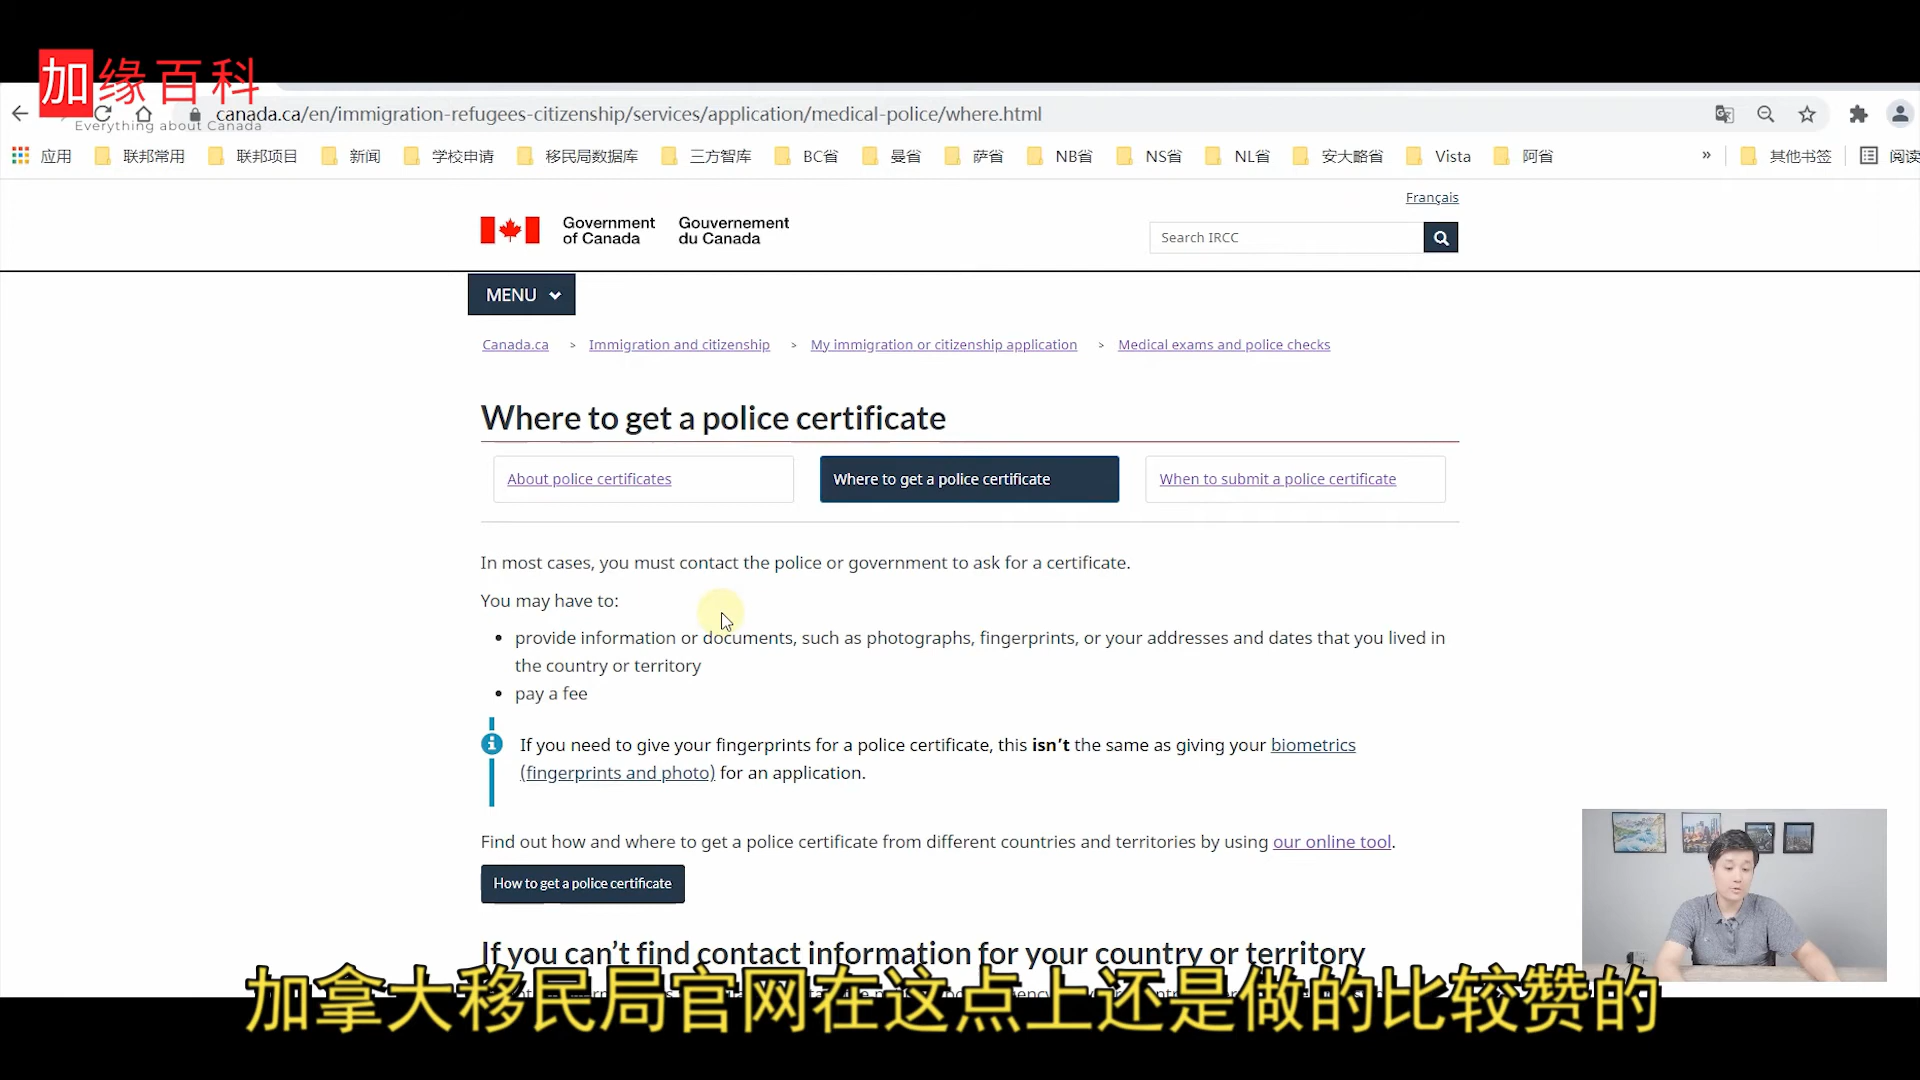 加缘百科
Everything about Canada
canada.ca/en/immigration-refugees-citizenship/services/application/medical-police/where.html
应用 联邦常用 联邦项目 新闻 学校申请 移民局数据库 三方智库 BC省 曼省 萨省 NB省 NS省 NL省 安大略省 Vista 阿省 » 其他书签 阅读
Français
Government of Canada
Gouvernement du Canada
Search IRCC
MENU
Canada.ca > Immigration and citizenship > My immigration or citizenship application > Medical exams and police checks
Where to get a police certificate
About police certificates
Where to get a police certificate
When to submit a police certificate
In most cases, you must contact the police or government to ask for a certificate.
You may have to:
• provide information or documents, such as photographs, fingerprints, or your addresses and dates that you lived in
the country or territory
• pay a fee
If you need to give your fingerprints for a police certificate, this isn't the same as giving your biometrics
(fingerprints and photo) for an application.
Find out how and where to get a police certificate from different countries and territories by using our online tool.
How to get a police certificate
If you can't find contact information for your country or territory
加拿大移民局官网在这点上还是做的比较赞的